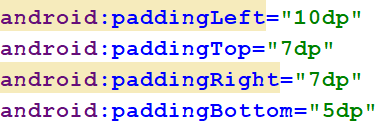 android:paddingLeft="10dp"
android:paddingTop="7dp"
android:paddingRight="7dp"
android:paddingBottom="5dp"